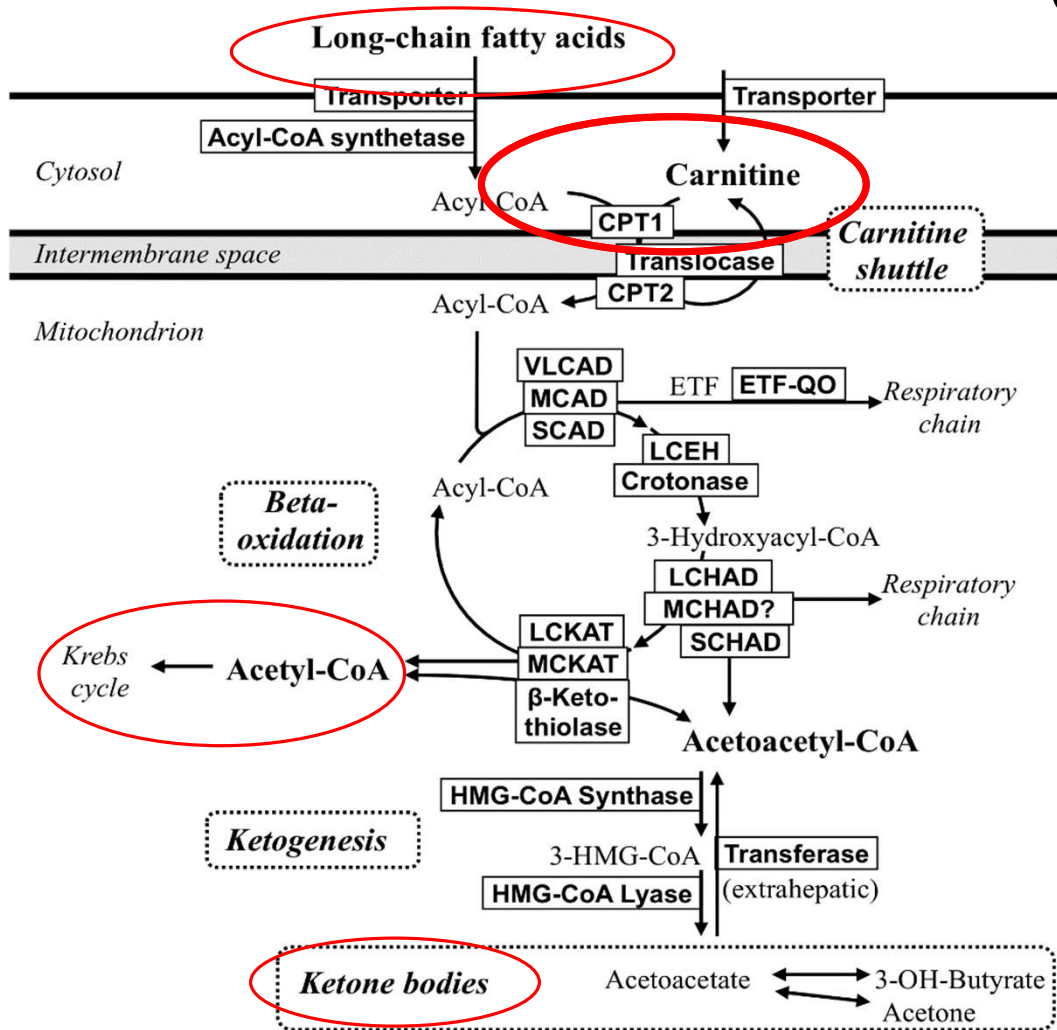 Long-chain fatty acids
Transporter
Transporter
Acyl-CoA synthetase
Cytosol
Carnitine
Acyl-CoA
CPT1
Carnitine
shuttle
Intermembrane space
Translocase
CPT2
Acyl-CoA
Mitochondrion
VLCAD
MCAD
SCAD
ETF
ETF-QO
Respiratory
chain
LCEH
Crotonase
Acyl-CoA
Beta-
oxidation
3-Hydroxyacyl-CoA
LCHAD
MCHAD?
SCHAD
Respiratory
chain
LCKAT
MCKAT
β-Keto-
thiolase
Krebs
cycle
Acetyl-CoA
Acetoacetyl-CoA
HMG-CoA Synthase
Ketogenesis
3-HMG-CoA
Transferase
(extrahepatic)
HMG-CoA Lyase
Ketone bodies
Acetoacetate
3-OH-Butyrate
Acetone